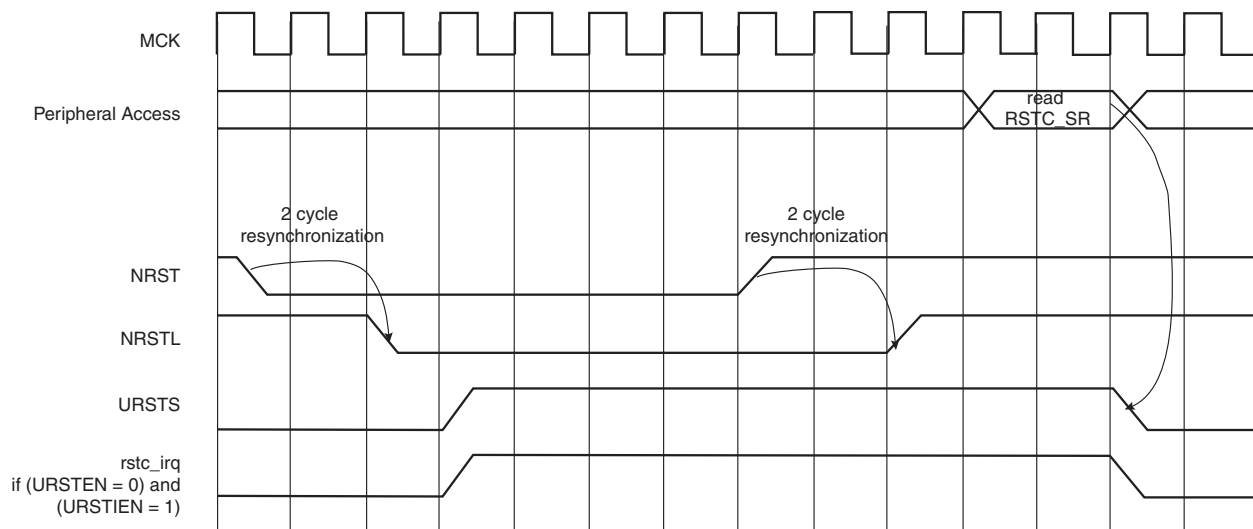 MCK
Peripheral Access
read
RSTC_SR
2 cycle
resynchronization
2 cycle
resynchronization
NRST
NRSTL
URSTS
rstc_irq
if (URSTEN = 0) and
(URSTIEN = 1)